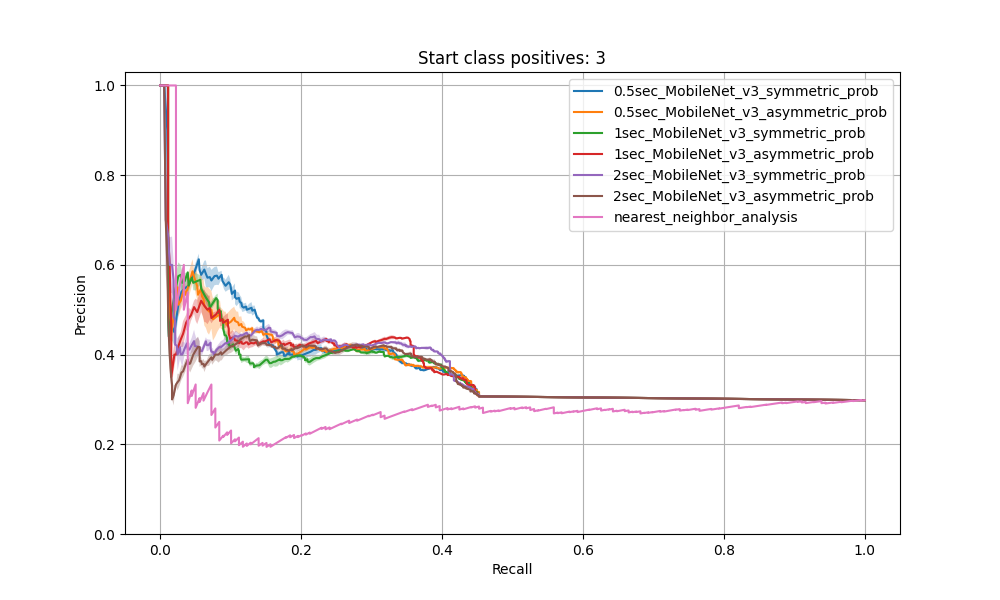 Start class positives: 3
1.0
0.8
0.6
0.4
0.2
0.0
Precision
0.5sec_MobileNet_v3_symmetric_prob
0.5sec_MobileNet_v3_asymmetric_prob
1sec_MobileNet_v3_symmetric_prob
1sec_MobileNet_v3_asymmetric_prob
2sec_MobileNet_v3_symmetric_prob
2sec_MobileNet_v3_asymmetric_prob
nearest_neighbor_analysis
0.0 0.2 0.4 0.6 0.8 1.0
Recall